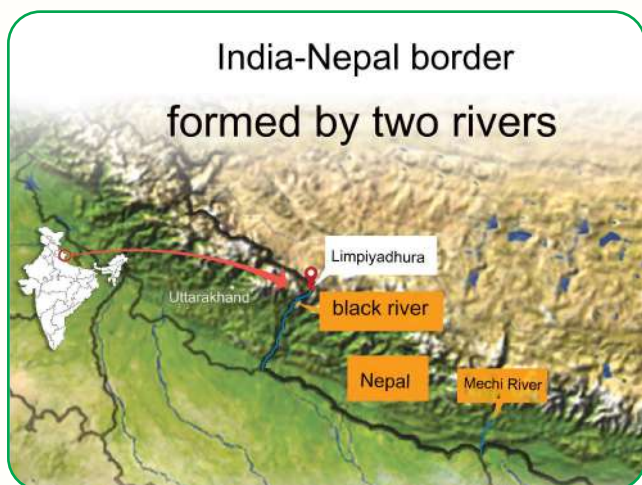 India-Nepal border
formed by two rivers
Limpiyadhura
Uttarakhand
black river
Nepal
Mechi River